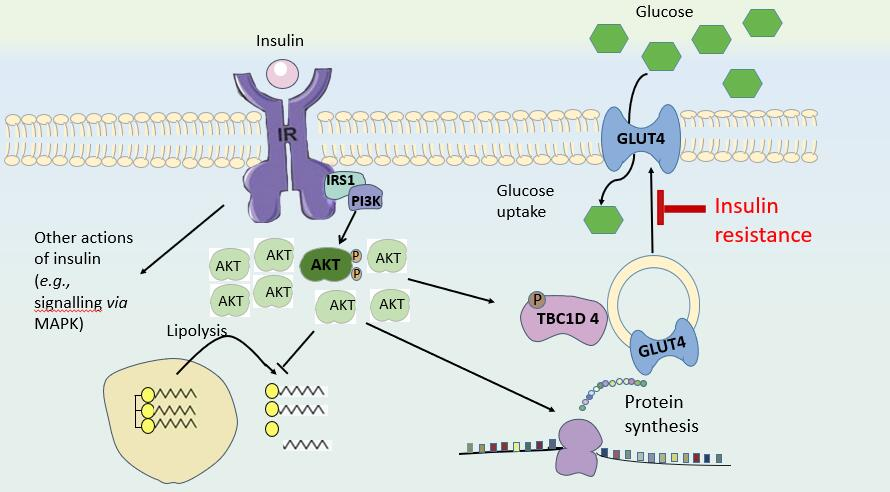 Glucose
Insulin
IR
GLUT4
IRS1
PI3K
Glucose
uptake
Insulin
resistance
Other actions
of insulin
(e.g.,
signalling via
MAPK)
AKT
AKT
AKT
P
P
AKT
AKT
AKT
AKT
AKT
P
TBC1D 4
GLUT4
Lipolysis
Protein
synthesis